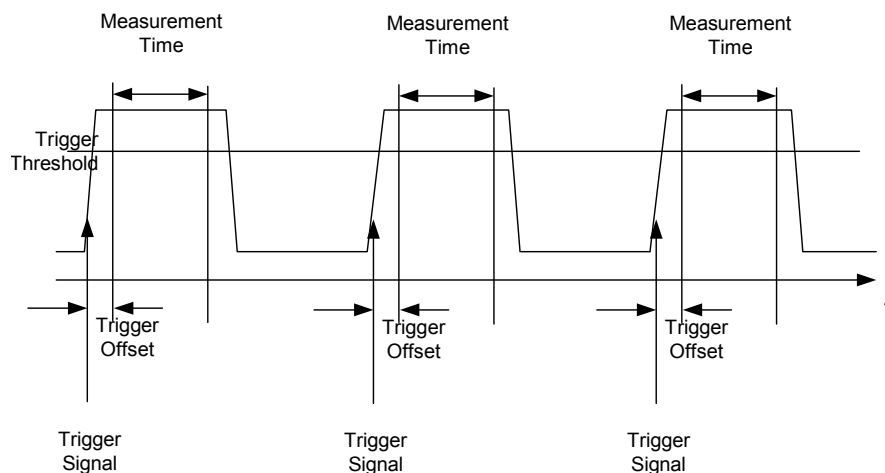 Measurement
Time
Measurement
Time
Measurement
Time
Trigger
Threshold
Trigger
Offset
Trigger
Offset
Trigger
Offset
Trigger
Signal
Trigger
Signal
Trigger
Signal